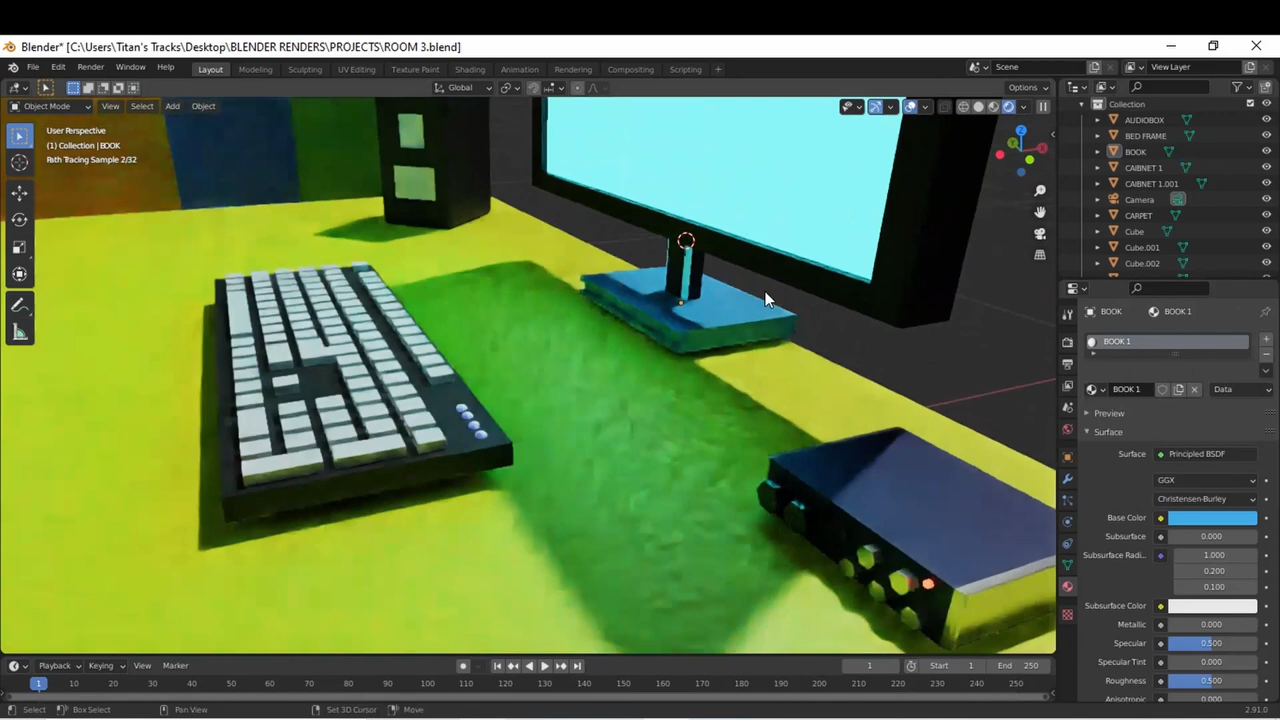 Blender* [C:\Users\Titan's Tracks\Desktop\BLENDER RENDERS\PROJECTS\ROOM 3.blend]
File Edit Render Window Help Layout Modeling Sculpting UV Editing Texture Paint Shading Animation Rendering Compositing Scripting + Scene View Layer
Global Options
Object Mode View Select Add Object
User Perspective
(1) Collection | BOOK
Path Tracing Sample 2/32
Collection
AUDIOBOX
BED FRAME
BOOK
CAIBNET 1
CAIBNET 1.001
Camera
CARPET
Cube
Cube.001
Cube.002
BOOK BOOK 1
BOOK 1
BOOK 1 Data
Preview
Surface
Surface Principled BSDF
GGX
Christensen-Burley
Base Color
Subsurface 0.000
Subsurface Radi... 1.000
0.200
0.100
Subsurface Color
Metallic 0.000
Specular 0.500
Specular Tint 0.000
Roughness 0.500
Anisotropic 0.000
Playback Keying View Marker 1 Start 1 End 250
1 10 20 30 40 50 60 70 80 90 100 110 120 130 140 150 160 170 180 190 200 210 220 230 240 250
Select Box Select Pan View Set 3D Cursor Move 2.91.0